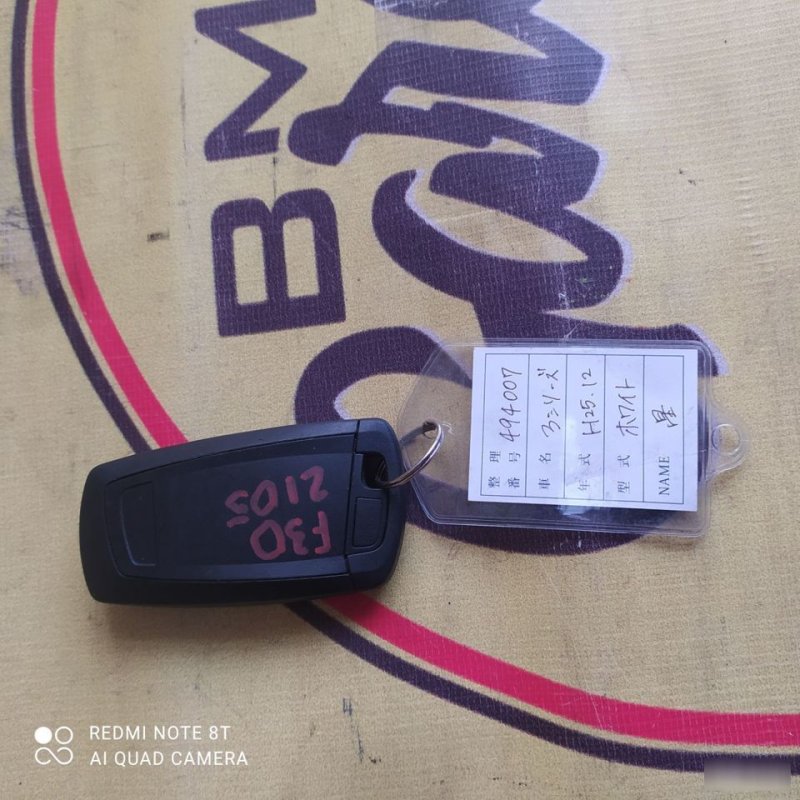 BM
F30
2105
整理番号 494007
車名 3シリーズ
年式 H25.12
型式 ホワイト
NAME 星
REDMI NOTE 8T
AI QUAD CAMERA